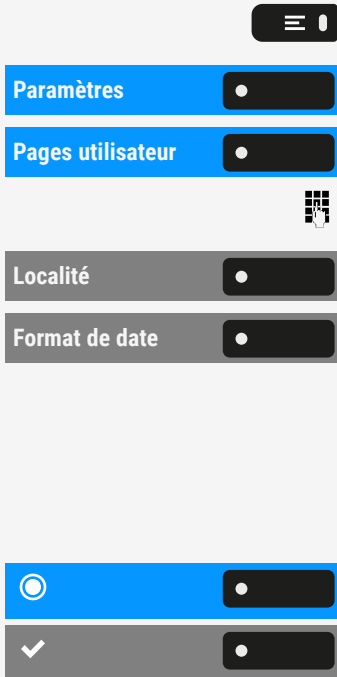 Paramètres
Pages utilisateur
Localité
Format de date